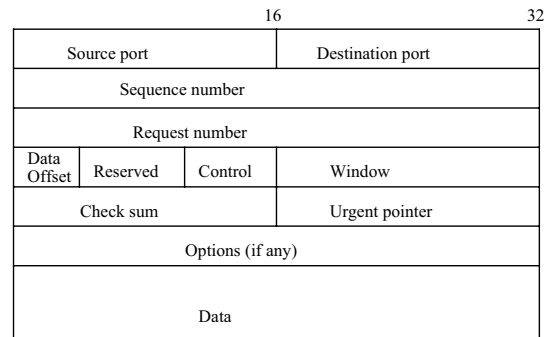 16 32
Source port Destination port
Sequence number
Request number
Data Offset Reserved Control Window
Check sum Urgent pointer
Options (if any)
Data